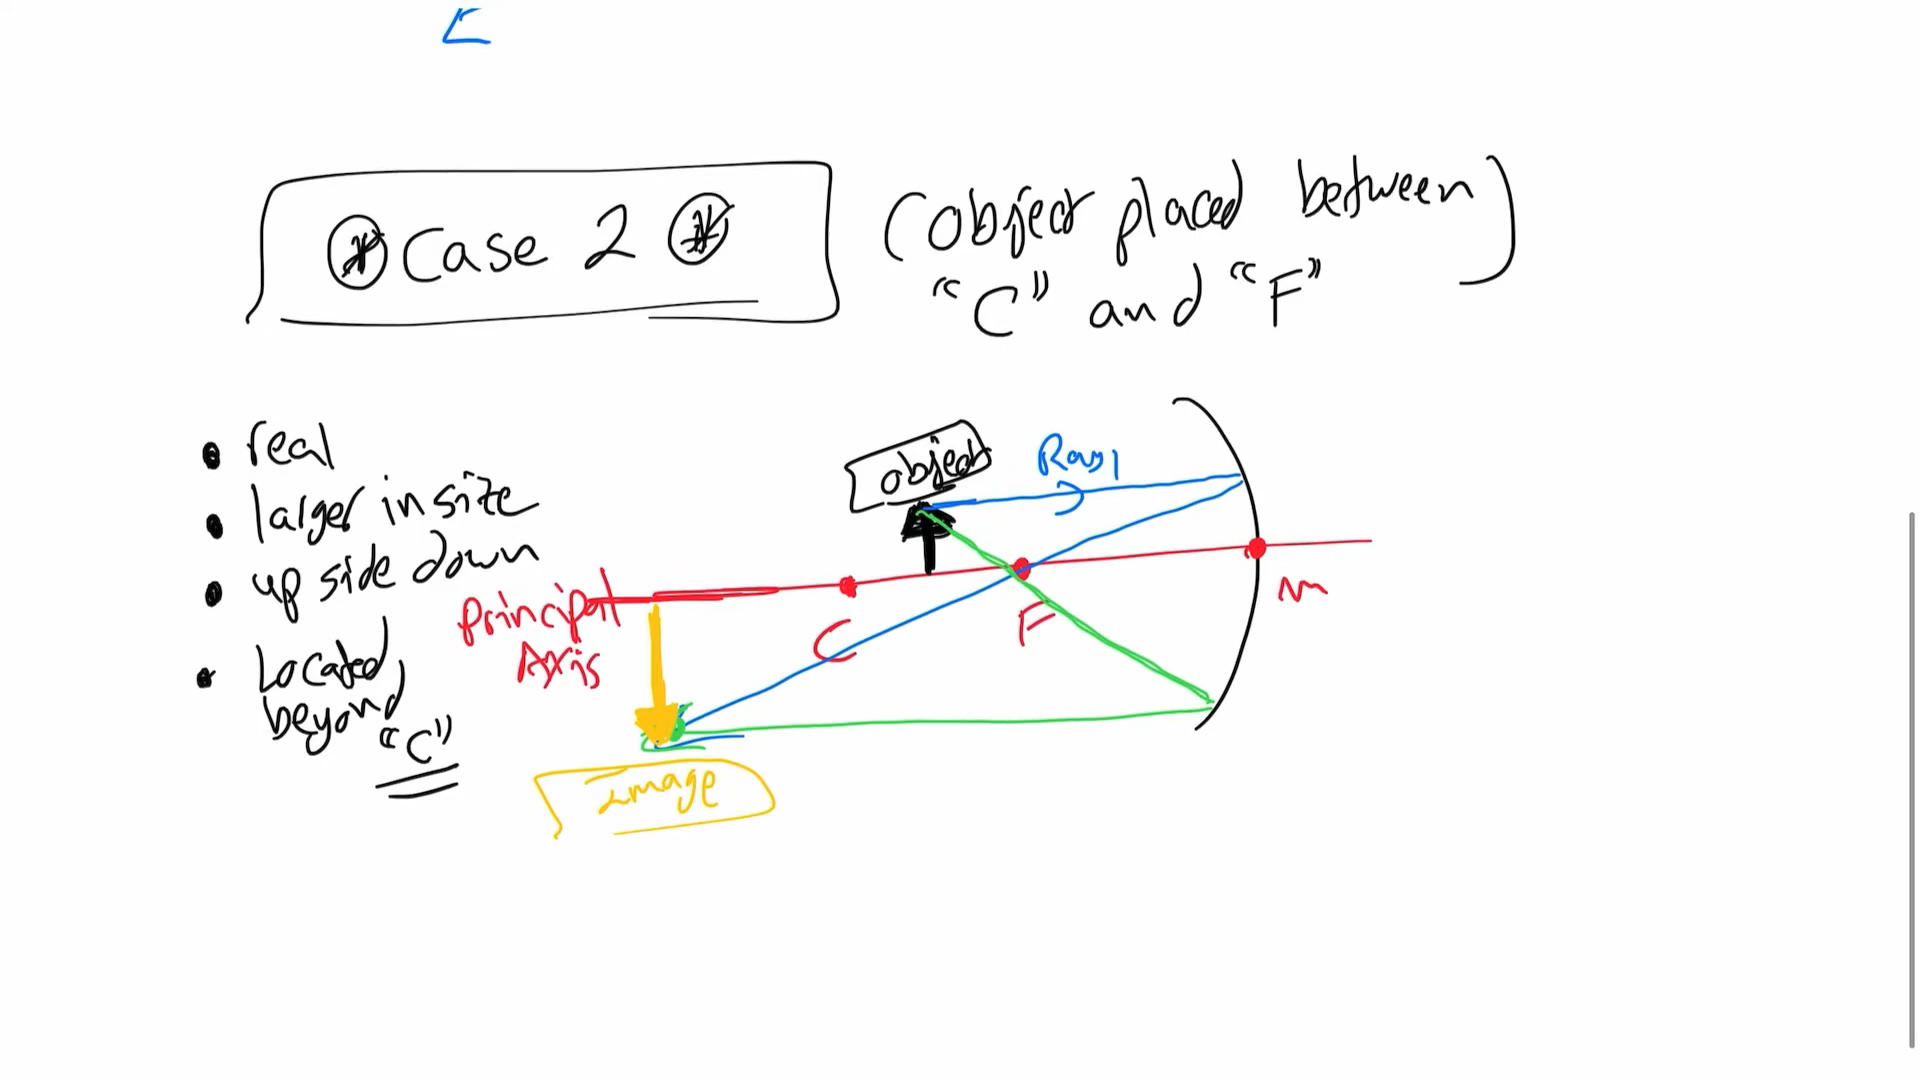 Case 2
(Object placed between
"C" and "F")
• real
• larger in size
• up side down
• Located
beyond
"C"
object
Ray 1
Principal
Axis
C
F
m
Image